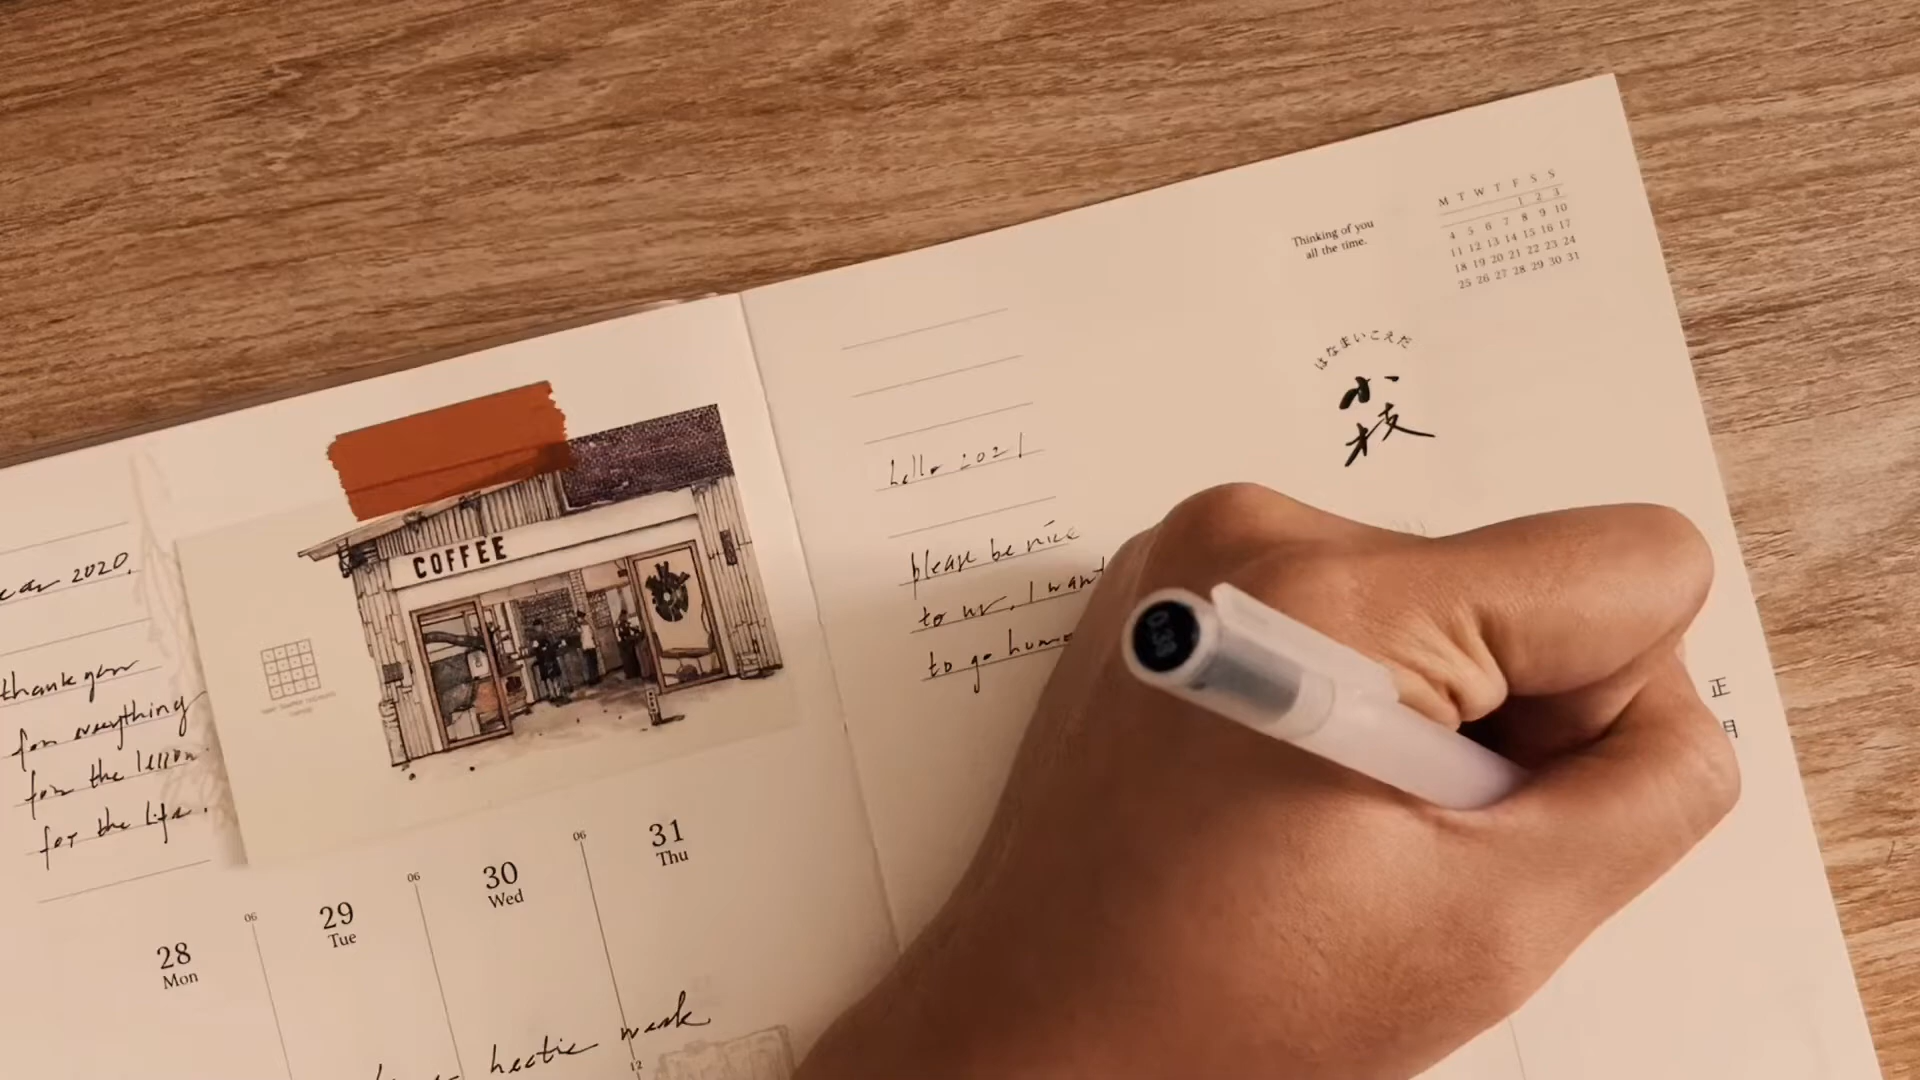 ear 2020.
thank you
for everything
for the lesson
for the life.
COFFEE
28
Mon
06
29
Tue
06
30
Wed
06
31
Thu
12
hectic week
hello 2021
please be nice
to us. I want
to go home
Thinking of you
all the time.
M T W T F S S
1 2 3
4 5 6 7 8 9 10
11 12 13 14 15 16 17
18 19 20 21 22 23 24
25 26 27 28 29 30 31
はなまいこえだ
小枝
0.38
正月